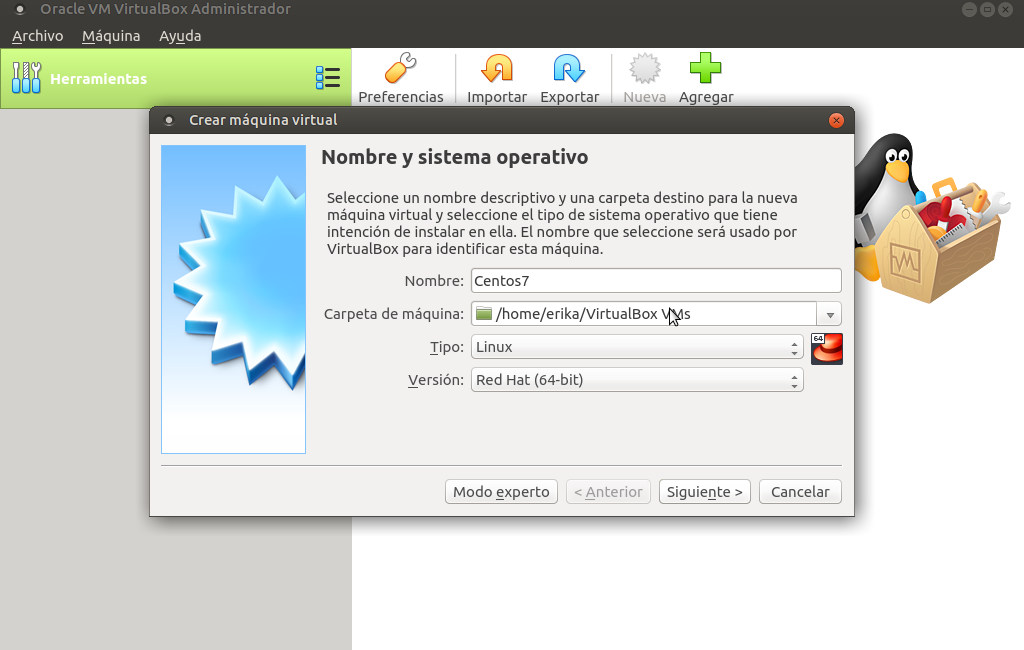 Oracle VM VirtualBox Administrador
Archivo Máquina Ayuda
Herramientas
Preferencias Importar Exportar Nueva Agregar
Crear máquina virtual
Nombre y sistema operativo
Seleccione un nombre descriptivo y una carpeta destino para la nueva
máquina virtual y seleccione el tipo de sistema operativo que tiene
intención de instalar en ella. El nombre que seleccione será usado por
VirtualBox para identificar esta máquina.
Nombre: Centos7
Carpeta de máquina: /home/erika/VirtualBox VMs
Tipo: Linux
64
Versión: Red Hat (64-bit)
Modo experto < Anterior Siguiente > Cancelar